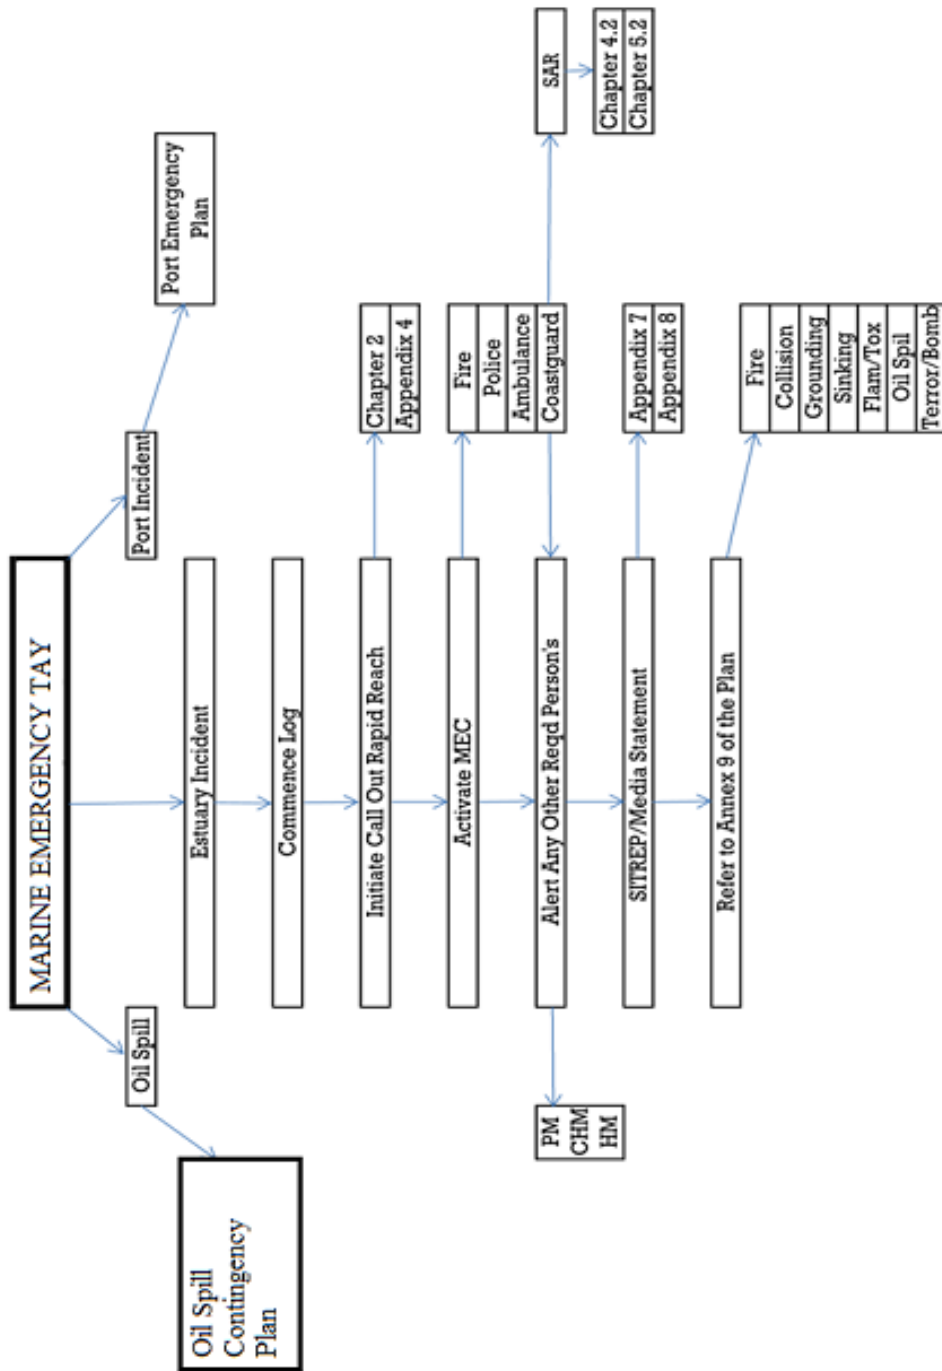 MARINE EMERGENCY TAY
Oil Spill
Port Incident
Oil Spill
Contingency
Plan
Port Emergency
Plan
Estuary Incident
Commence Log
Initiate Call Out Rapid Reach
Chapter 2
Appendix 4
Activate MEC
Fire
Police
Ambulance
Coastguard
SAR
Chapter 4.2
Chapter 5.2
PM
CHM
HM
Alert Any Other Reqd Person's
SITREP/Media Statement
Appendix 7
Appendix 8
Refer to Annex 9 of the Plan
Fire
Collision
Grounding
Sinking
Flam/Tox
Oil Spil
Terror/Bomb